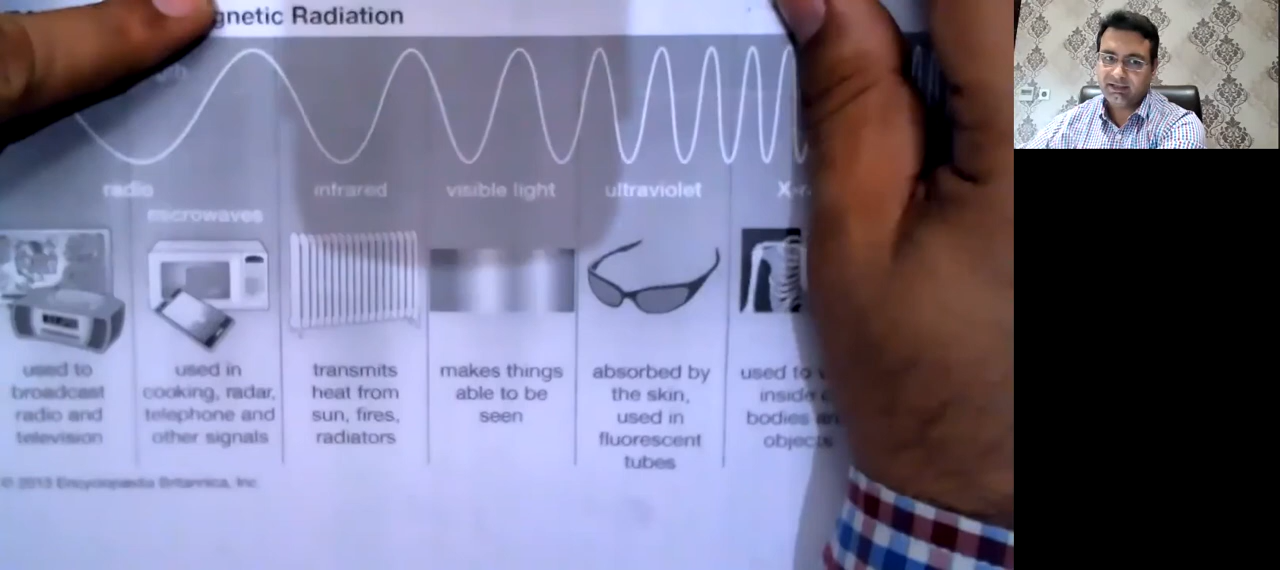 gnetic Radiation
radio
microwaves
infrared
visible light
ultraviolet
X-r
used to
broadcast
radio and
television
used in
cooking, radar,
telephone and
other signals
transmits
heat from
sun, fires,
radiators
makes things
able to be
seen
absorbed by
the skin,
used in
fluorescent
tubes
used to
inside
bodies an
objects
© 2013 Encyclopædia Britannica, Inc.